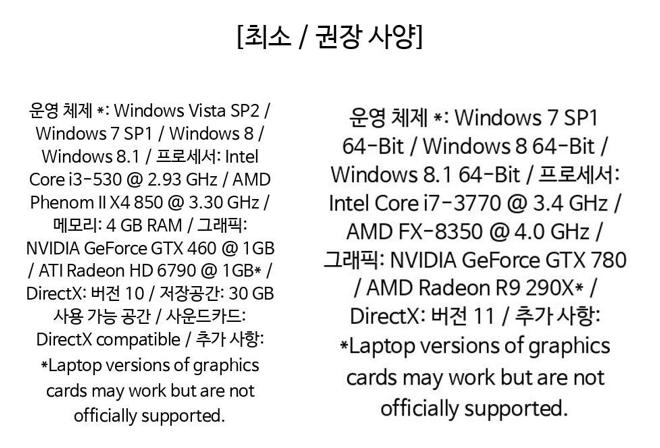 [최소 / 권장 사양]
운영 체제 *: Windows Vista SP2 /
Windows 7 SP1 / Windows 8 /
Windows 8.1 / 프로세서: Intel
Core i3-530 @ 2.93 GHz / AMD
Phenom II X4 850 @ 3.30 GHz /
메모리: 4 GB RAM / 그래픽:
NVIDIA GeForce GTX 460 @ 1GB
/ ATI Radeon HD 6790 @ 1GB* /
DirectX: 버전 10 / 저장공간: 30 GB
사용 가능 공간 / 사운드카드:
DirectX compatible / 추가 사항:
*Laptop versions of graphics
cards may work but are not
officially supported.
운영 체제 *: Windows 7 SP1
64-Bit / Windows 8 64-Bit /
Windows 8.1 64-Bit / 프로세서:
Intel Core i7-3770 @ 3.4 GHz /
AMD FX-8350 @ 4.0 GHz /
그래픽: NVIDIA GeForce GTX 780
/ AMD Radeon R9 290X* /
DirectX: 버전 11 / 추가 사항:
*Laptop versions of graphics
cards may work but are not
officially supported.